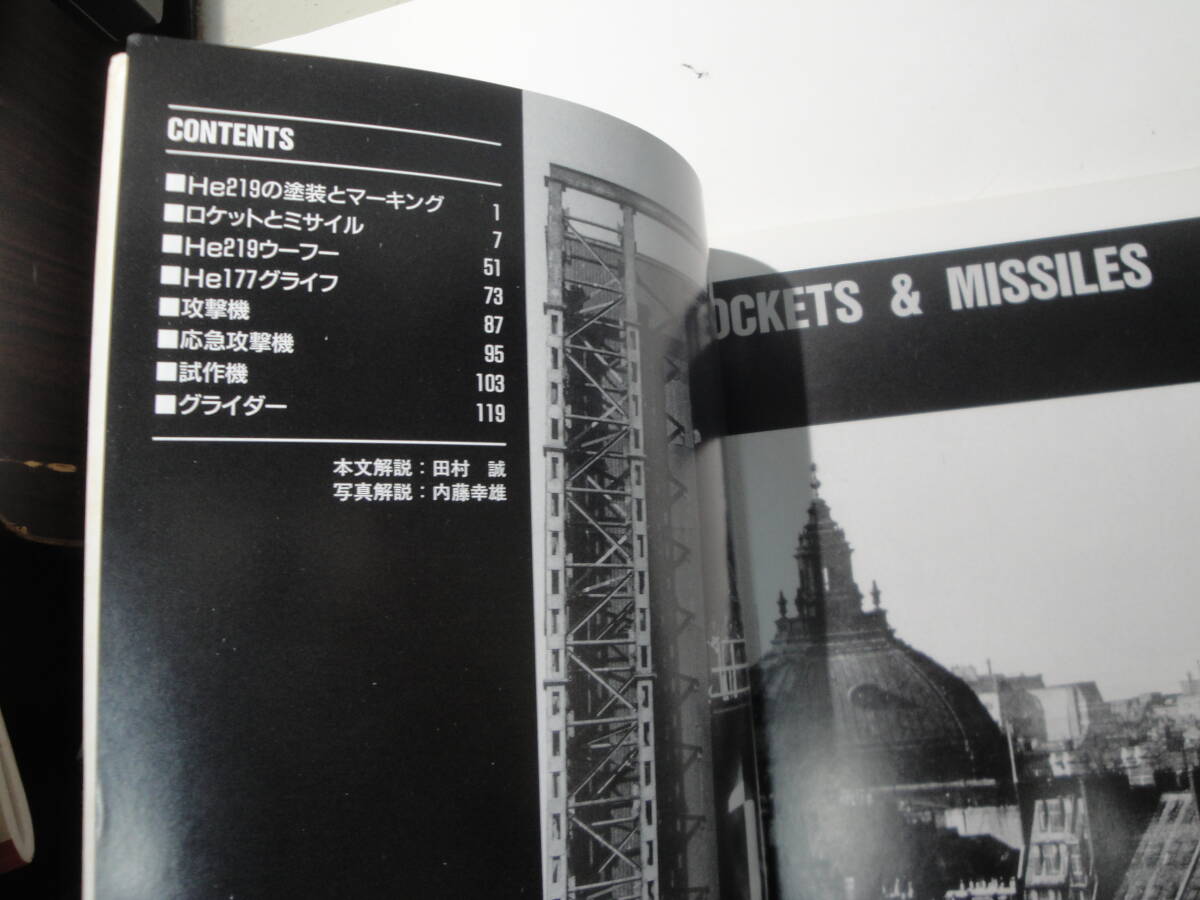 CONTENTS
■He219の塗装とマーキング 1
■ロケットとミサイル 7
■He219ウーフー 51
■He177グライフ 73
■攻撃機 87
■応急攻撃機 95
■試作機 103
■グライダー 119
本文解説：田村　誠
写真解説：内藤幸雄
OCKETS & MISSILES